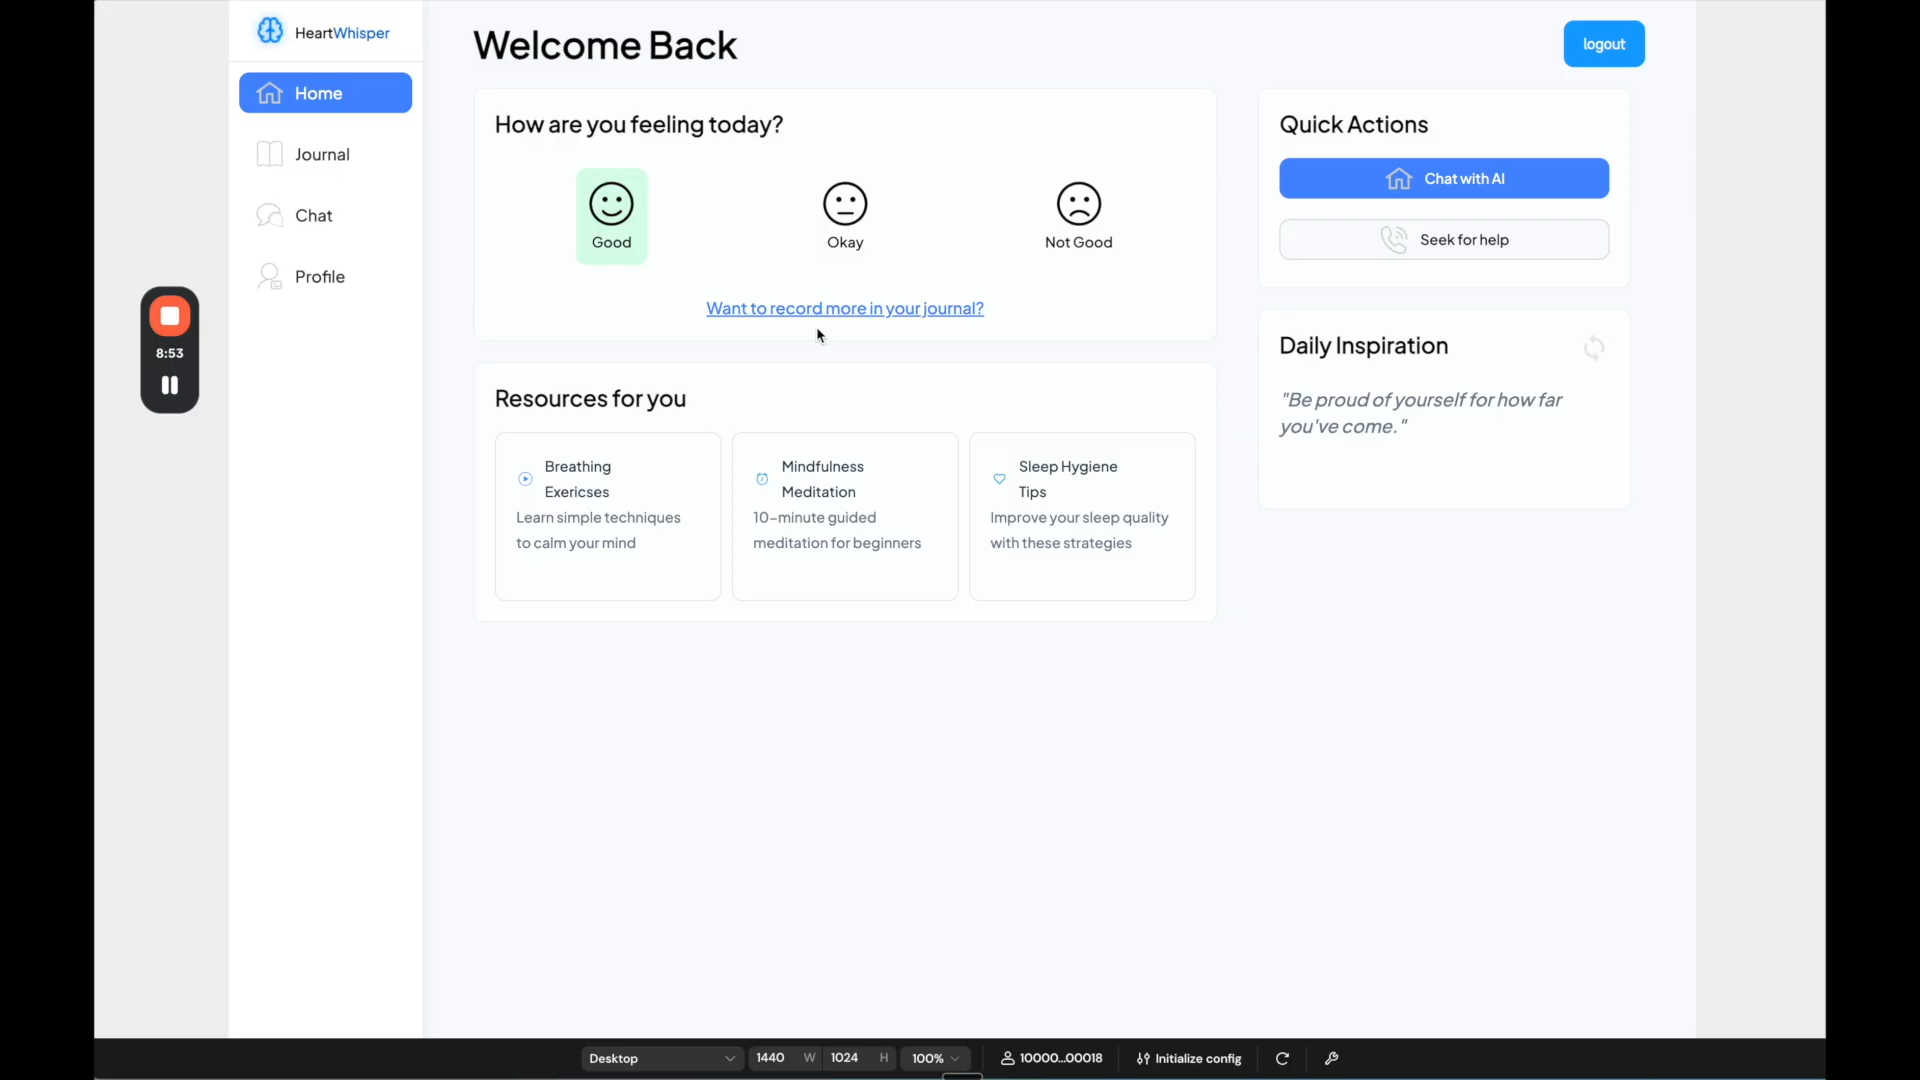 HeartWhisper
Home
Journal
Chat
Profile
8:53
Welcome Back
logout
How are you feeling today?
Good
Okay
Not Good
Want to record more in your journal?
Quick Actions
Chat with AI
Seek for help
Daily Inspiration
"Be proud of yourself for how far
you've come."
Resources for you
Breathing
Exericses
Learn simple techniques
to calm your mind
Mindfulness
Meditation
10-minute guided
meditation for beginners
Sleep Hygiene
Tips
Improve your sleep quality
with these strategies
Desktop 1440 W 1024 H 100% 10000...00018 Initialize config